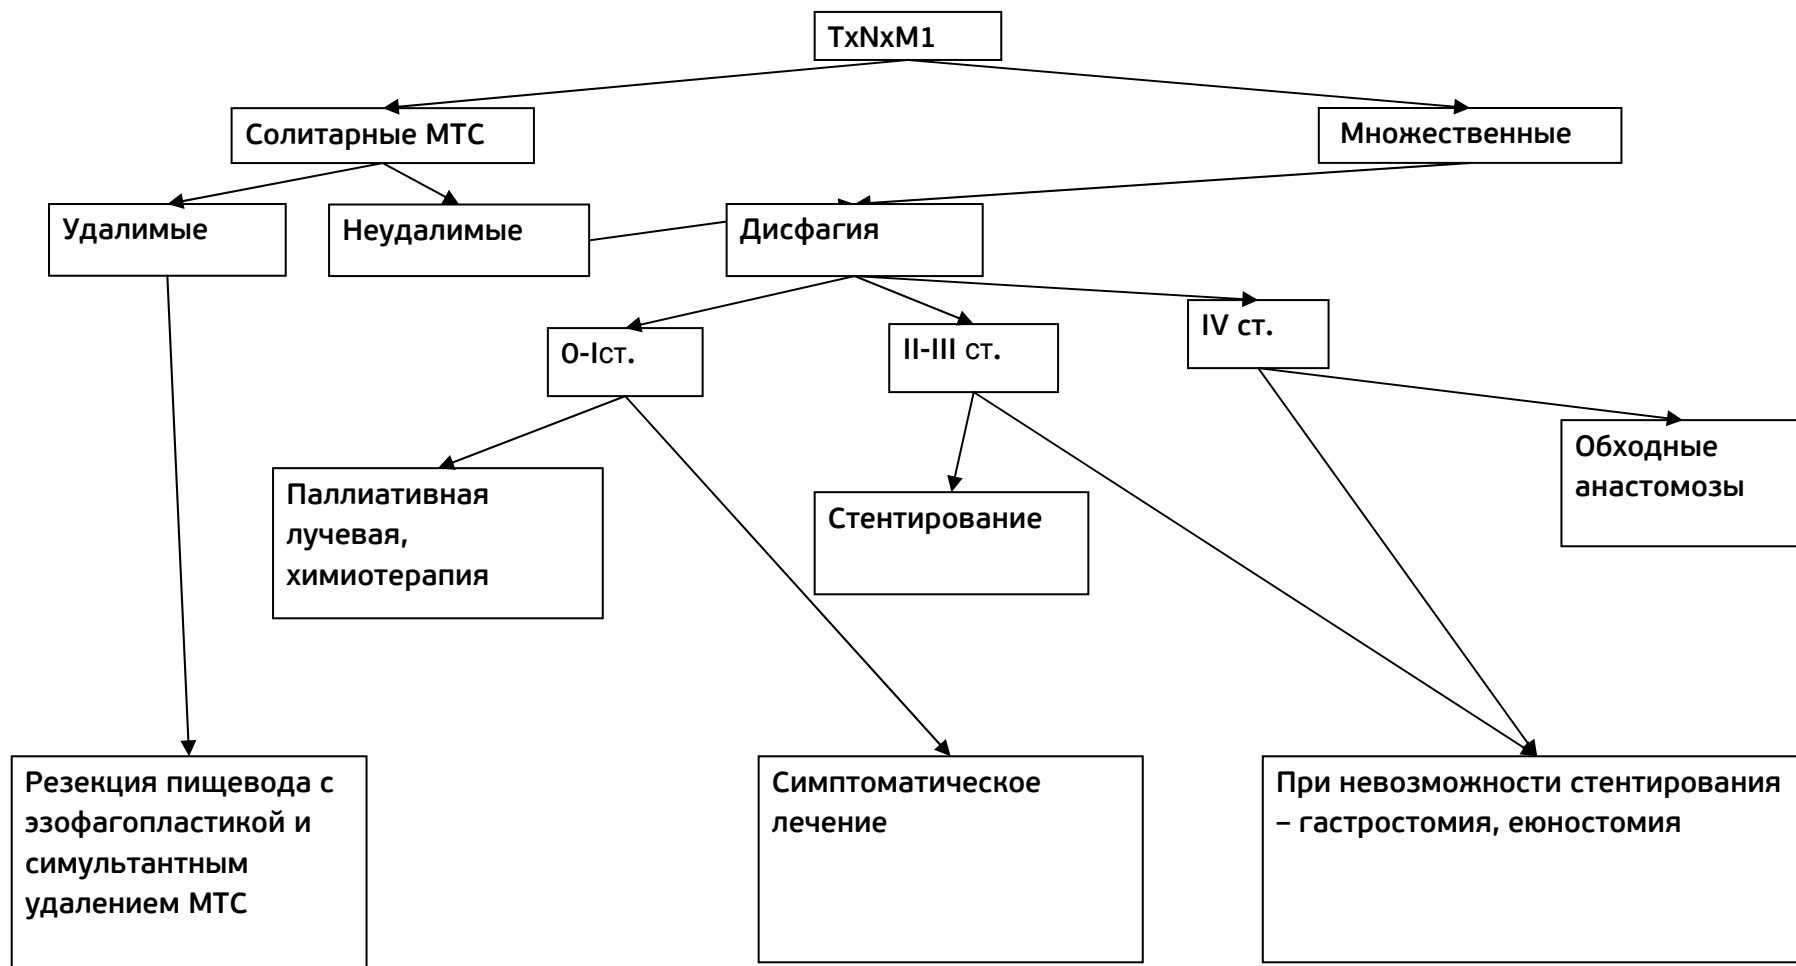 TxNxM1
Солитарные МТС
Множественные
Удалимые
Неудалимые
Дисфагия
IV ст.
0-Iст.
II-III ст.
Обходные
анастомозы
Паллиативная
лучевая,
химиотерапия
Стентирование
Резекция пищевода с
эзофагопластикой и
симультантным
удалением МТС
Симптоматическое
лечение
При невозможности стентирования
– гастростомия, еюностомия